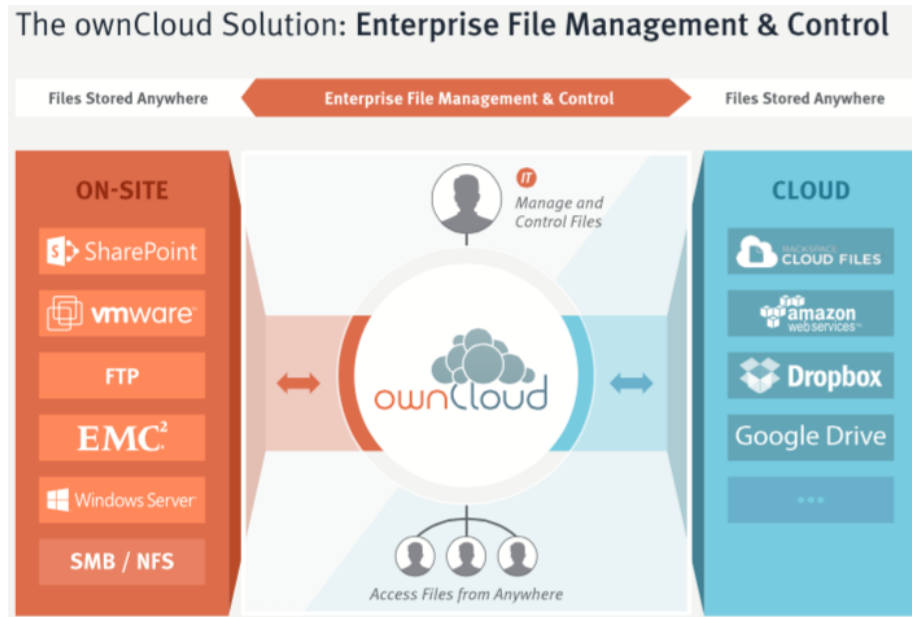 The ownCloud Solution: Enterprise File Management & Control
Files Stored Anywhere
Enterprise File Management & Control
Files Stored Anywhere
ON-SITE
SharePoint
vmware
FTP
EMC²
Windows Server
SMB / NFS
IT
Manage and
Control Files
ownCloud
Access Files from Anywhere
CLOUD
RACKSPACE
CLOUD FILES
amazon
webservices™
Dropbox
Google Drive
...